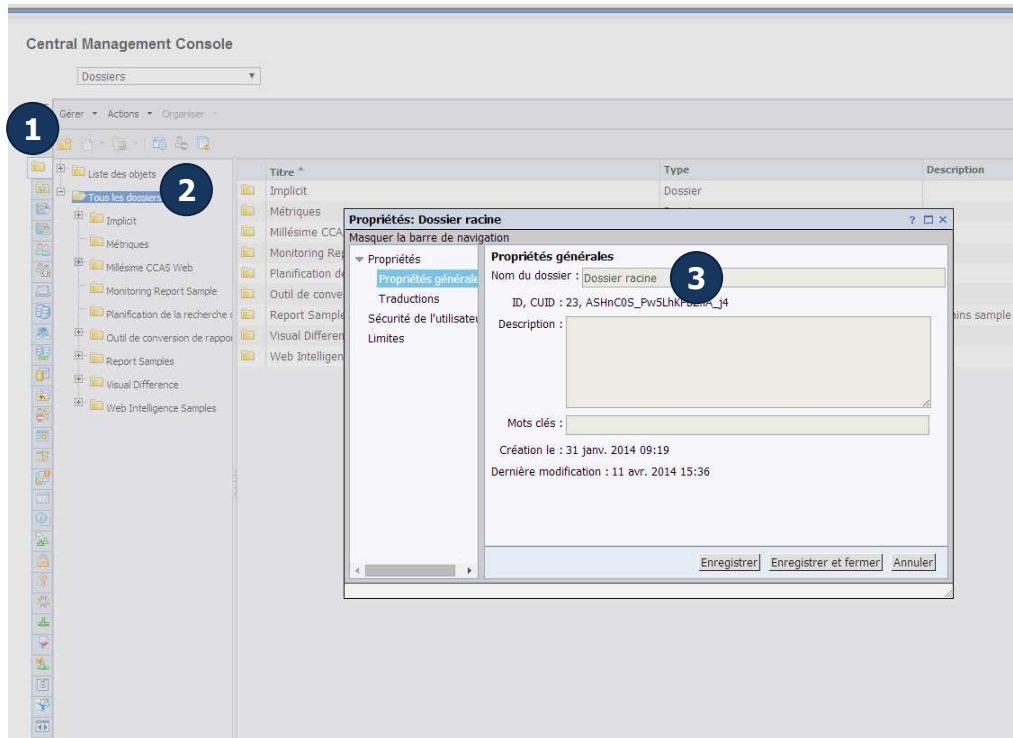 Central Management Console
Dossiers
Gérer Actions Organiser
1
Liste des objets
Tous les dossiers
2
Implicit
Métriques
Millésime CCAS Web
Monitoring Report Sample
Planification de la recherche
Outil de conversion de rappor
Report Samples
Visual Difference
Web Intelligence Samples
Titre Type Description
Implicit Dossier
Métriques
Millésime CCA
Monitoring Rep
Planification de
Outil de conve
Report Sample ains sample
Visual Differen
Web Intelligen
Propriétés: Dossier racine
Masquer la barre de navigation
Propriétés
Propriétés générale
Traductions
Sécurité de l'utilisateu
Limites
Propriétés générales
Nom du dossier : Dossier racine
3
ID, CUID : 23,
Description :
Mots clés :
Création le : 31 janv. 2014 09:19
Dernière modification : 11 avr. 2014 15:36
Enregistrer Enregistrer et fermer Annuler